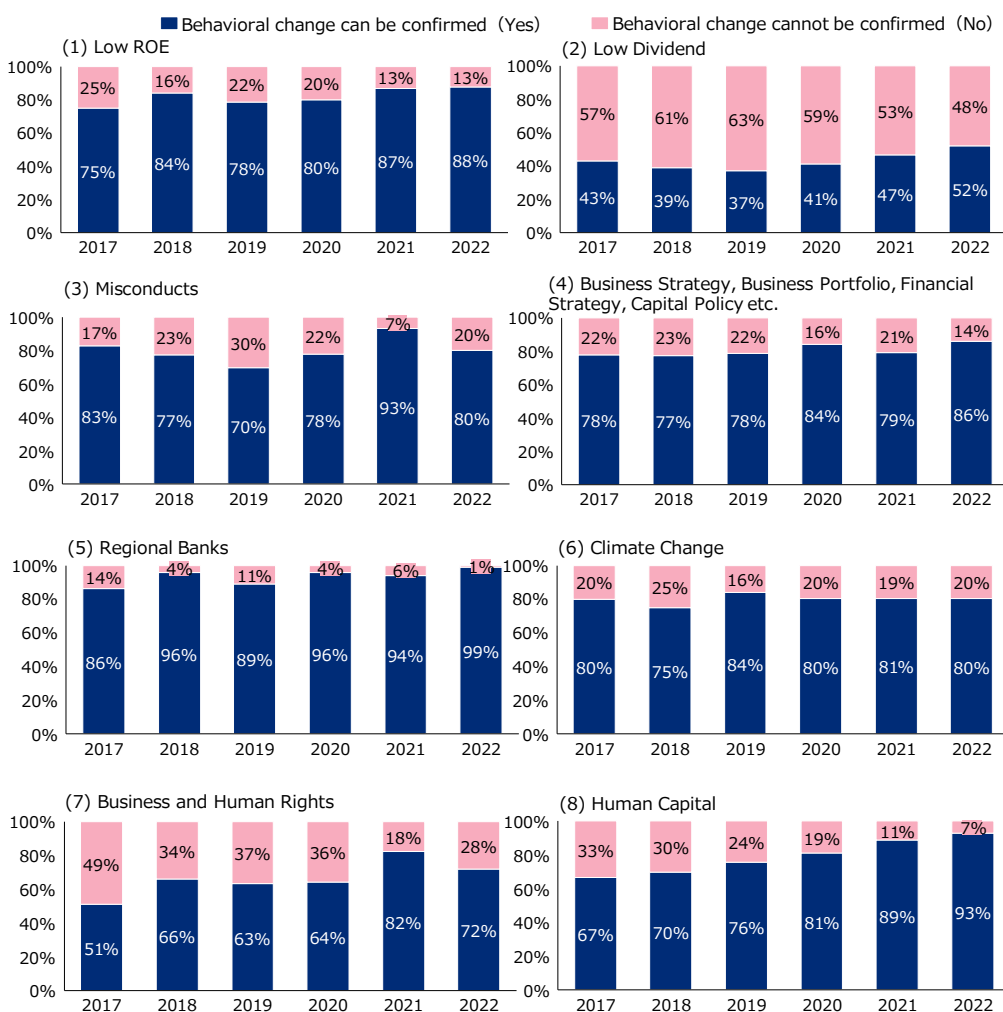 Behavioral change can be confirmed（Yes） Behavioral change cannot be confirmed（No）
(1) Low ROE
100%
80%
60%
40%
20%
0%
25% 16% 22% 20% 13% 13%
75% 84% 78% 80% 87% 88%
2017 2018 2019 2020 2021 2022
(2) Low Dividend
100%
80%
60%
40%
20%
0%
57% 61% 63% 59% 53% 48%
43% 39% 37% 41% 47% 52%
2017 2018 2019 2020 2021 2022
(3) Misconducts
100%
80%
60%
40%
20%
0%
17% 23% 30% 22% 7% 20%
83% 77% 70% 78% 93% 80%
2017 2018 2019 2020 2021 2022
(4) Business Strategy, Business Portfolio, Financial
Strategy, Capital Policy etc.
100%
80%
60%
40%
20%
0%
22% 23% 22% 16% 21% 14%
78% 77% 78% 84% 79% 86%
2017 2018 2019 2020 2021 2022
(5) Regional Banks
100%
80%
60%
40%
20%
0%
14% 4% 11% 4% 6% 1%
86% 96% 89% 96% 94% 99%
2017 2018 2019 2020 2021 2022
(6) Climate Change
100%
80%
60%
40%
20%
0%
20% 25% 16% 20% 19% 20%
80% 75% 84% 80% 81% 80%
2017 2018 2019 2020 2021 2022
(7) Business and Human Rights
100%
80%
60%
40%
20%
0%
49% 34% 37% 36% 18% 28%
51% 66% 63% 64% 82% 72%
2017 2018 2019 2020 2021 2022
(8) Human Capital
100%
80%
60%
40%
20%
0%
33% 30% 24% 19% 11% 7%
67% 70% 76% 81% 89% 93%
2017 2018 2019 2020 2021 2022